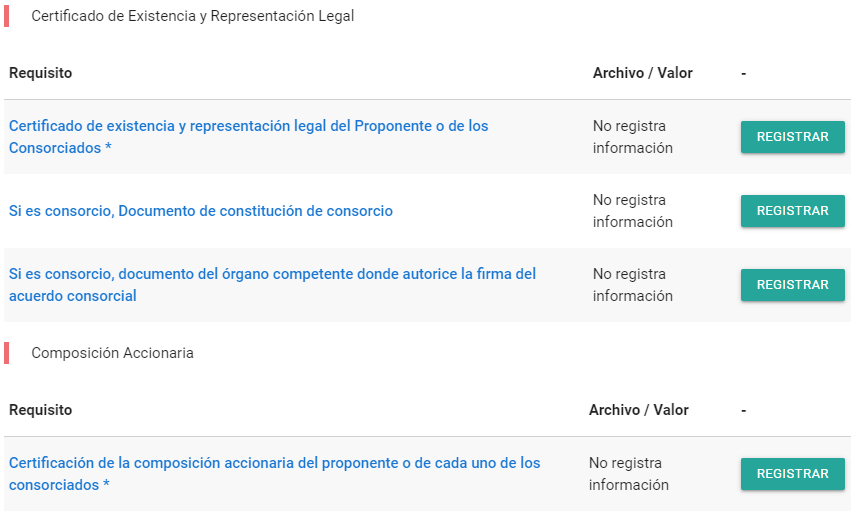 Certificado de Existencia y Representación Legal
Requisito Archivo / Valor -
Certificado de existencia y representación legal del Proponente o de los
Consorciados *
No registra
información
REGISTRAR
Si es consorcio, Documento de constitución de consorcio
No registra
información
REGISTRAR
Si es consorcio, documento del órgano competente donde autorice la firma del
acuerdo consorcial
No registra
información
REGISTRAR
Composición Accionaria
Requisito Archivo / Valor -
Certificación de la composición accionaria del proponente o de cada uno de los
consorciados *
No registra
información
REGISTRAR